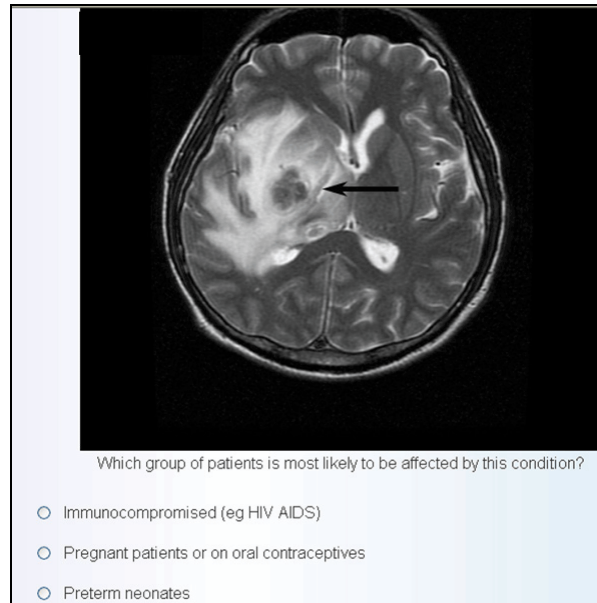 Which group of patients is most likely to be affected by this condition?
Immunocompromised (eg HIV AIDS)
Pregnant patients or on oral contraceptives
Preterm neonates